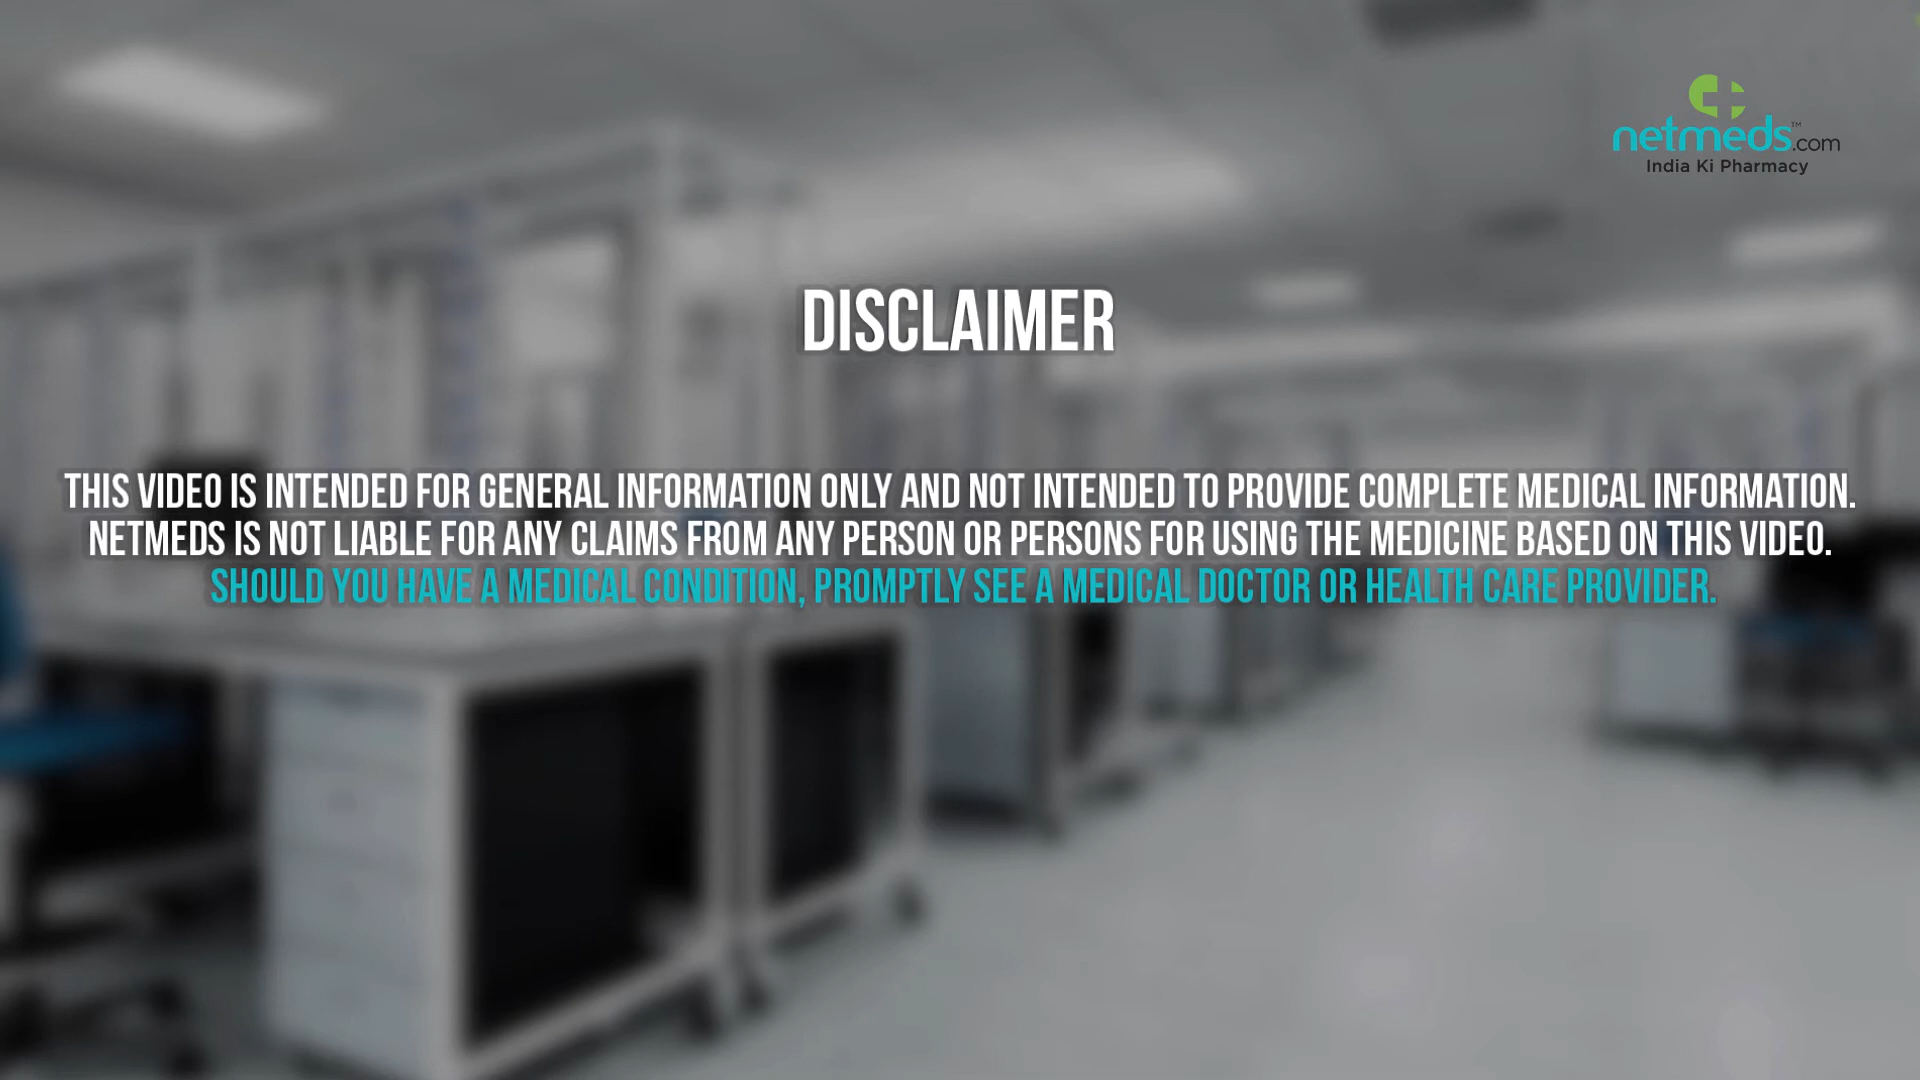 netmeds™.com
India Ki Pharmacy
DISCLAIMER
THIS VIDEO IS INTENDED FOR GENERAL INFORMATION ONLY AND NOT INTENDED TO PROVIDE COMPLETE MEDICAL INFORMATION.
NETMEDS IS NOT LIABLE FOR ANY CLAIMS FROM ANY PERSON OR PERSONS FOR USING THE MEDICINE BASED ON THIS VIDEO.
SHOULD YOU HAVE A MEDICAL CONDITION, PROMPTLY SEE A MEDICAL DOCTOR OR HEALTH CARE PROVIDER.